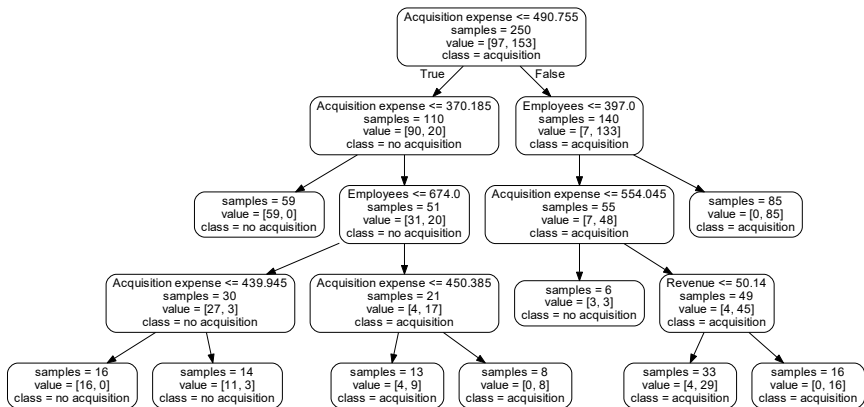 Acquisition expense <= 490.755
samples = 250
value = [97, 153]
class = acquisition
True
False
Acquisition expense <= 370.185
samples = 110
value = [90, 20]
class = no acquisition
Employees <= 397.0
samples = 140
value = [7, 133]
class = acquisition
samples = 59
value = [59, 0]
class = no acquisition
Employees <= 674.0
samples = 51
value = [31, 20]
class = no acquisition
Acquisition expense <= 554.045
samples = 55
value = [7, 48]
class = acquisition
samples = 85
value = [0, 85]
class = acquisition
Acquisition expense <= 439.945
samples = 30
value = [27, 3]
class = no acquisition
Acquisition expense <= 450.385
samples = 21
value = [4, 17]
class = acquisition
samples = 6
value = [3, 3]
class = no acquisition
Revenue <= 50.14
samples = 49
value = [4, 45]
class = acquisition
samples = 16
value = [16, 0]
class = no acquisition
samples = 14
value = [11, 3]
class = no acquisition
samples = 13
value = [4, 9]
class = acquisition
samples = 8
value = [0, 8]
class = acquisition
samples = 33
value = [4, 29]
class = acquisition
samples = 16
value = [0, 16]
class = acquisition